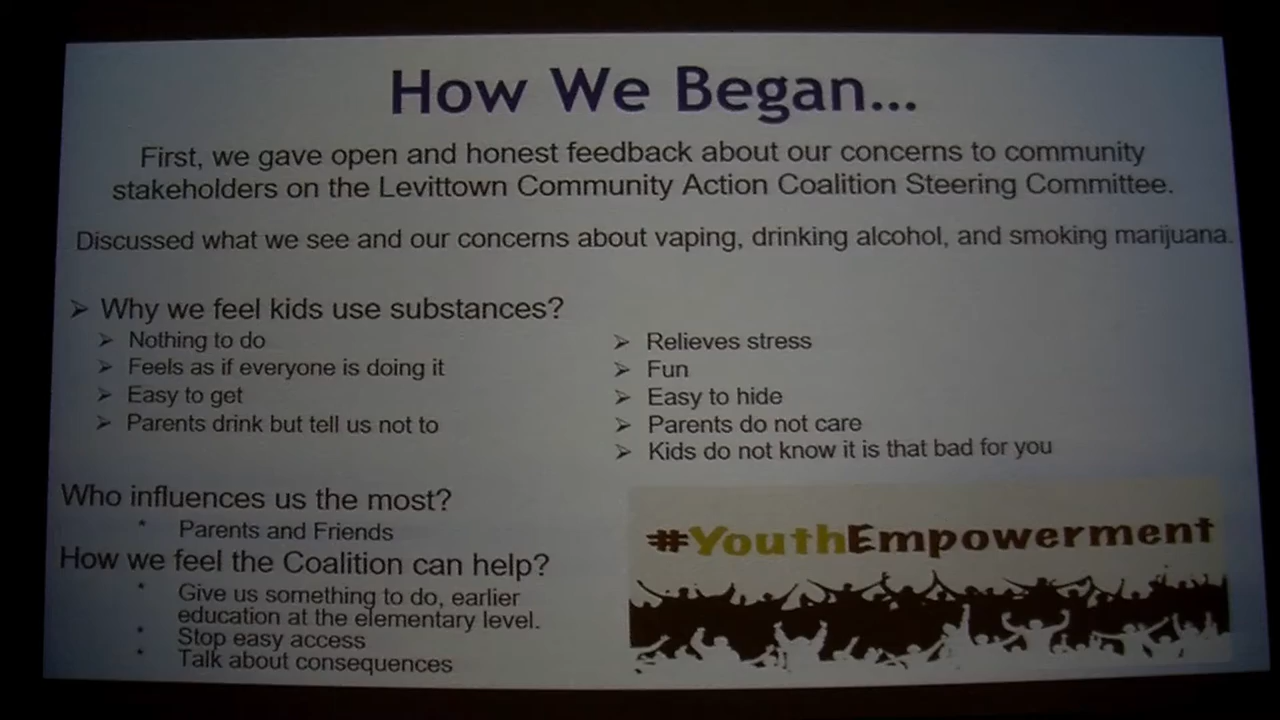 How We Began...
First, we gave open and honest feedback about our concerns to community
stakeholders on the Levittown Community Action Coalition Steering Committee.
Discussed what we see and our concerns about vaping, drinking alcohol, and smoking marijuana.
➢ Why we feel kids use substances?
➢ Nothing to do
➢ Feels as if everyone is doing it
➢ Easy to get
➢ Parents drink but tell us not to
➢ Relieves stress
➢ Fun
➢ Easy to hide
➢ Parents do not care
➢ Kids do not know it is that bad for you
Who influences us the most?
* Parents and Friends
How we feel the Coalition can help?
* Give us something to do, earlier
education at the elementary level.
* Stop easy access
* Talk about consequences
#YouthEmpowerment